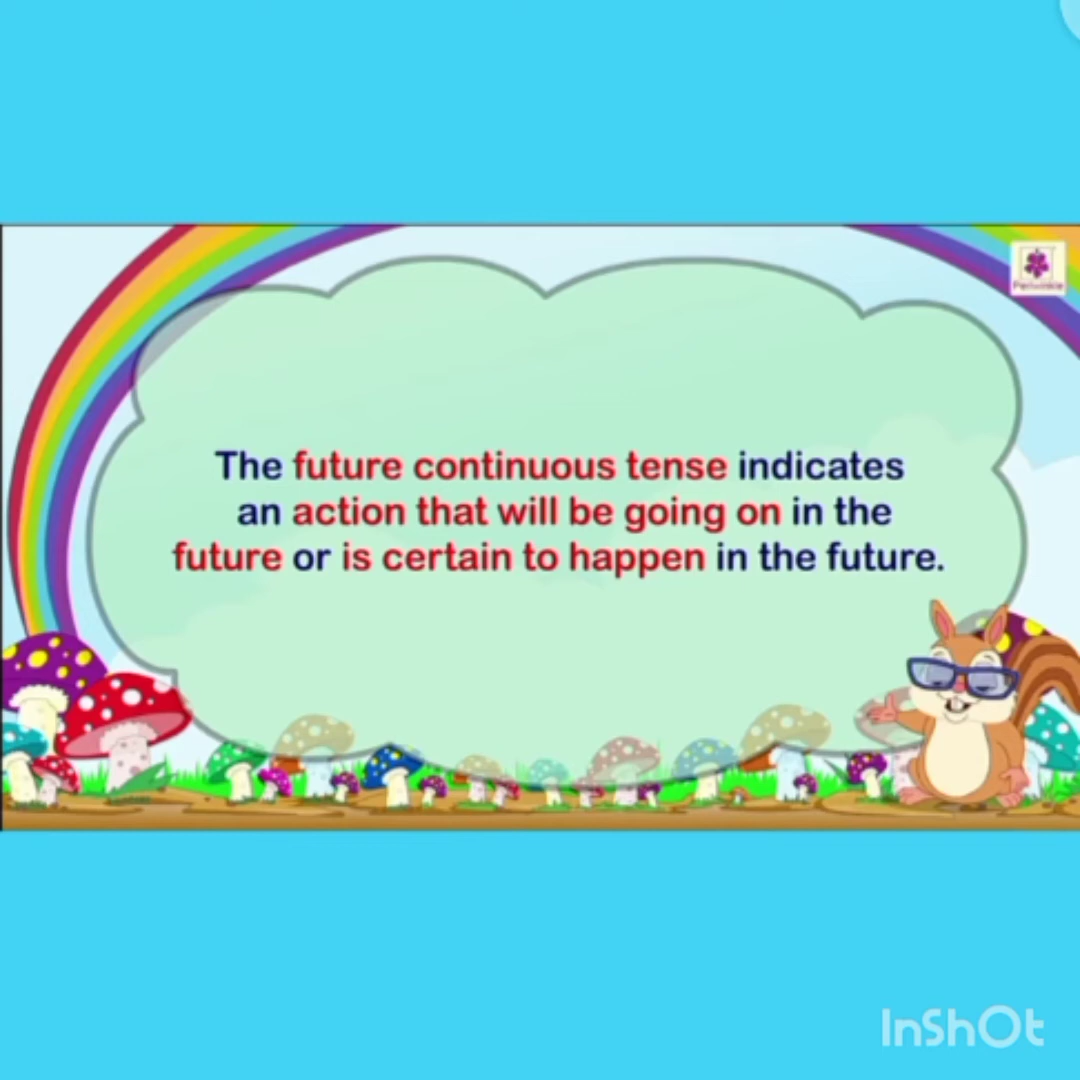 Periwinkle
The future continuous tense indicates
an action that will be going on in the
future or is certain to happen in the future.
InShOt